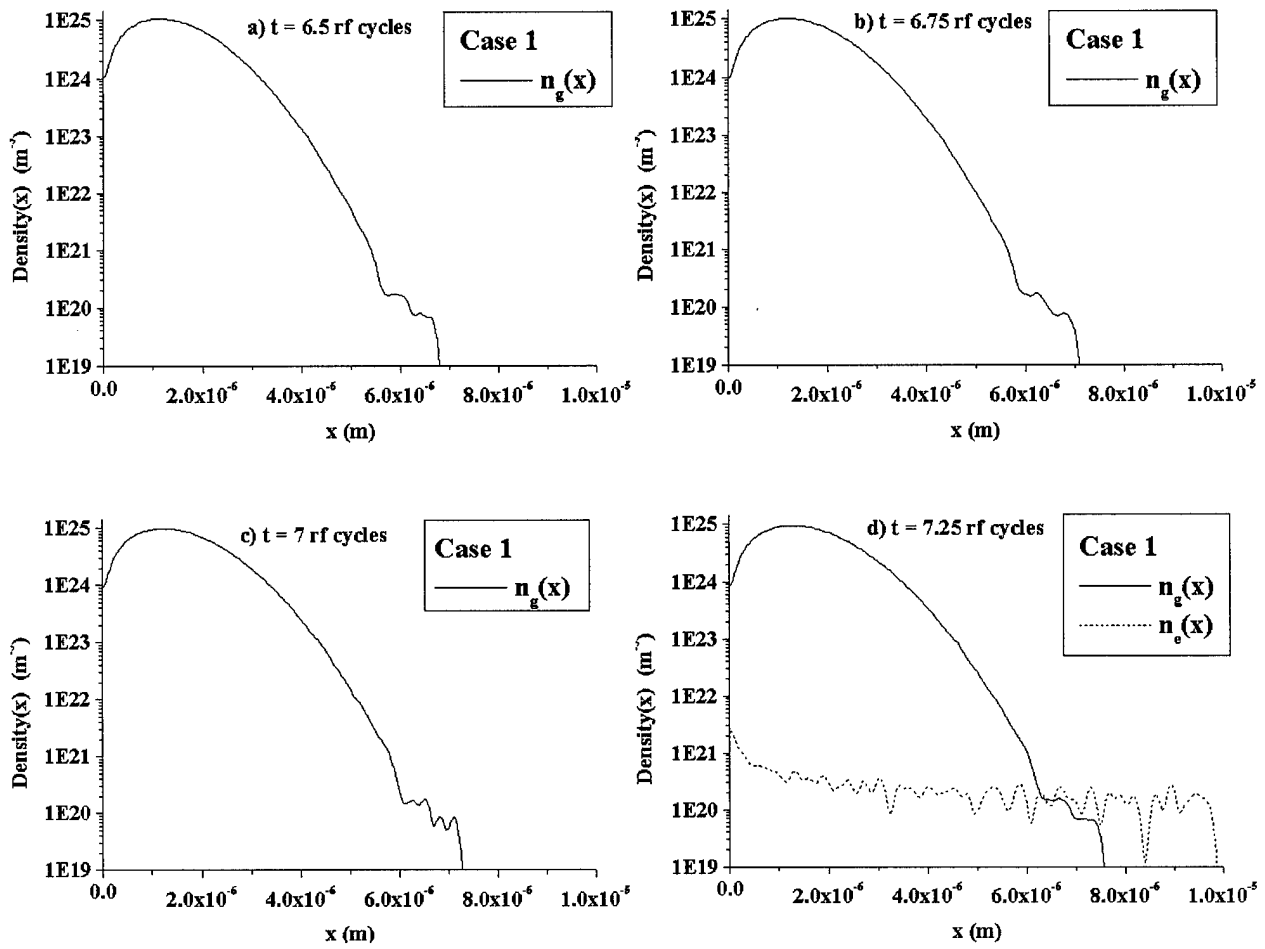 a) t = 6.5 rf cycles
Case 1
n_g(x)
1E25
1E24
1E23
1E22
1E21
1E20
1E19
Density(x) (m⁻³)
0.0 2.0x10⁻⁶ 4.0x10⁻⁶ 6.0x10⁻⁶ 8.0x10⁻⁶ 1.0x10⁻⁵
x (m)
b) t = 6.75 rf cycles
Case 1
n_g(x)
1E25
1E24
1E23
1E22
1E21
1E20
1E19
Density(x) (m⁻³)
0.0 2.0x10⁻⁶ 4.0x10⁻⁶ 6.0x10⁻⁶ 8.0x10⁻⁶ 1.0x10⁻⁵
x (m)
c) t = 7 rf cycles
Case 1
n_g(x)
1E25
1E24
1E23
1E22
1E21
1E20
1E19
Density(x) (m⁻³)
0.0 2.0x10⁻⁶ 4.0x10⁻⁶ 6.0x10⁻⁶ 8.0x10⁻⁶ 1.0x10⁻⁵
x (m)
d) t = 7.25 rf cycles
Case 1
n_g(x)
n_e(x)
1E25
1E24
1E23
1E22
1E21
1E20
1E19
Density(x) (m⁻³)
0.0 2.0x10⁻⁶ 4.0x10⁻⁶ 6.0x10⁻⁶ 8.0x10⁻⁶ 1.0x10⁻⁵
x (m)